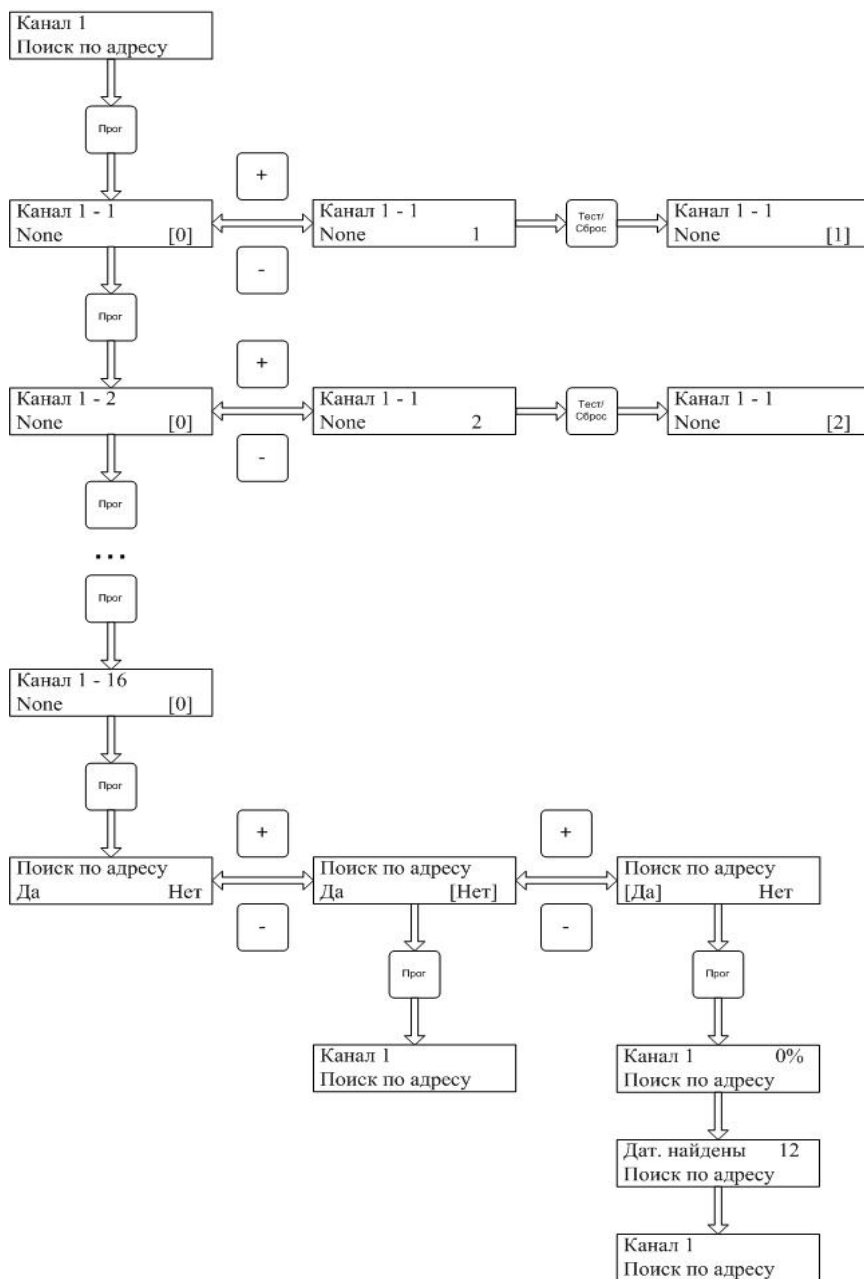 Канал 1
Поиск по адресу
Прог
+
Канал 1 - 1
None [0]
Канал 1 - 1
None 1
Тест/
Сброс
Канал 1 - 1
None [1]
-
Прог
+
Канал 1 - 2
None [0]
Канал 1 - 1
None 2
Тест/
Сброс
Канал 1 - 1
None [2]
-
Прог
...
Прог
Канал 1 - 16
None [0]
Прог
+
+
Поиск по адресу
Да Нет
Поиск по адресу
Да [Нет]
Поиск по адресу
[Да] Нет
-
-
Прог
Прог
Канал 1
Поиск по адресу
Канал 1 0%
Поиск по адресу
Дат. найдены 12
Поиск по адресу
Канал 1
Поиск по адресу